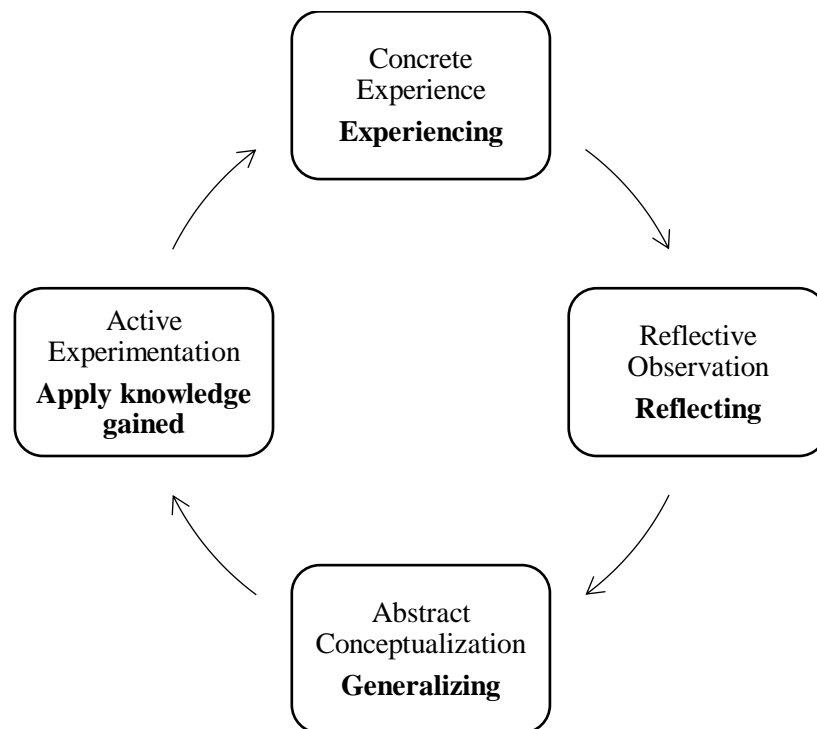 Concrete
Experience
Experiencing
Reflective
Observation
Reflecting
Abstract
Conceptualization
Generalizing
Active
Experimentation
Apply knowledge
gained